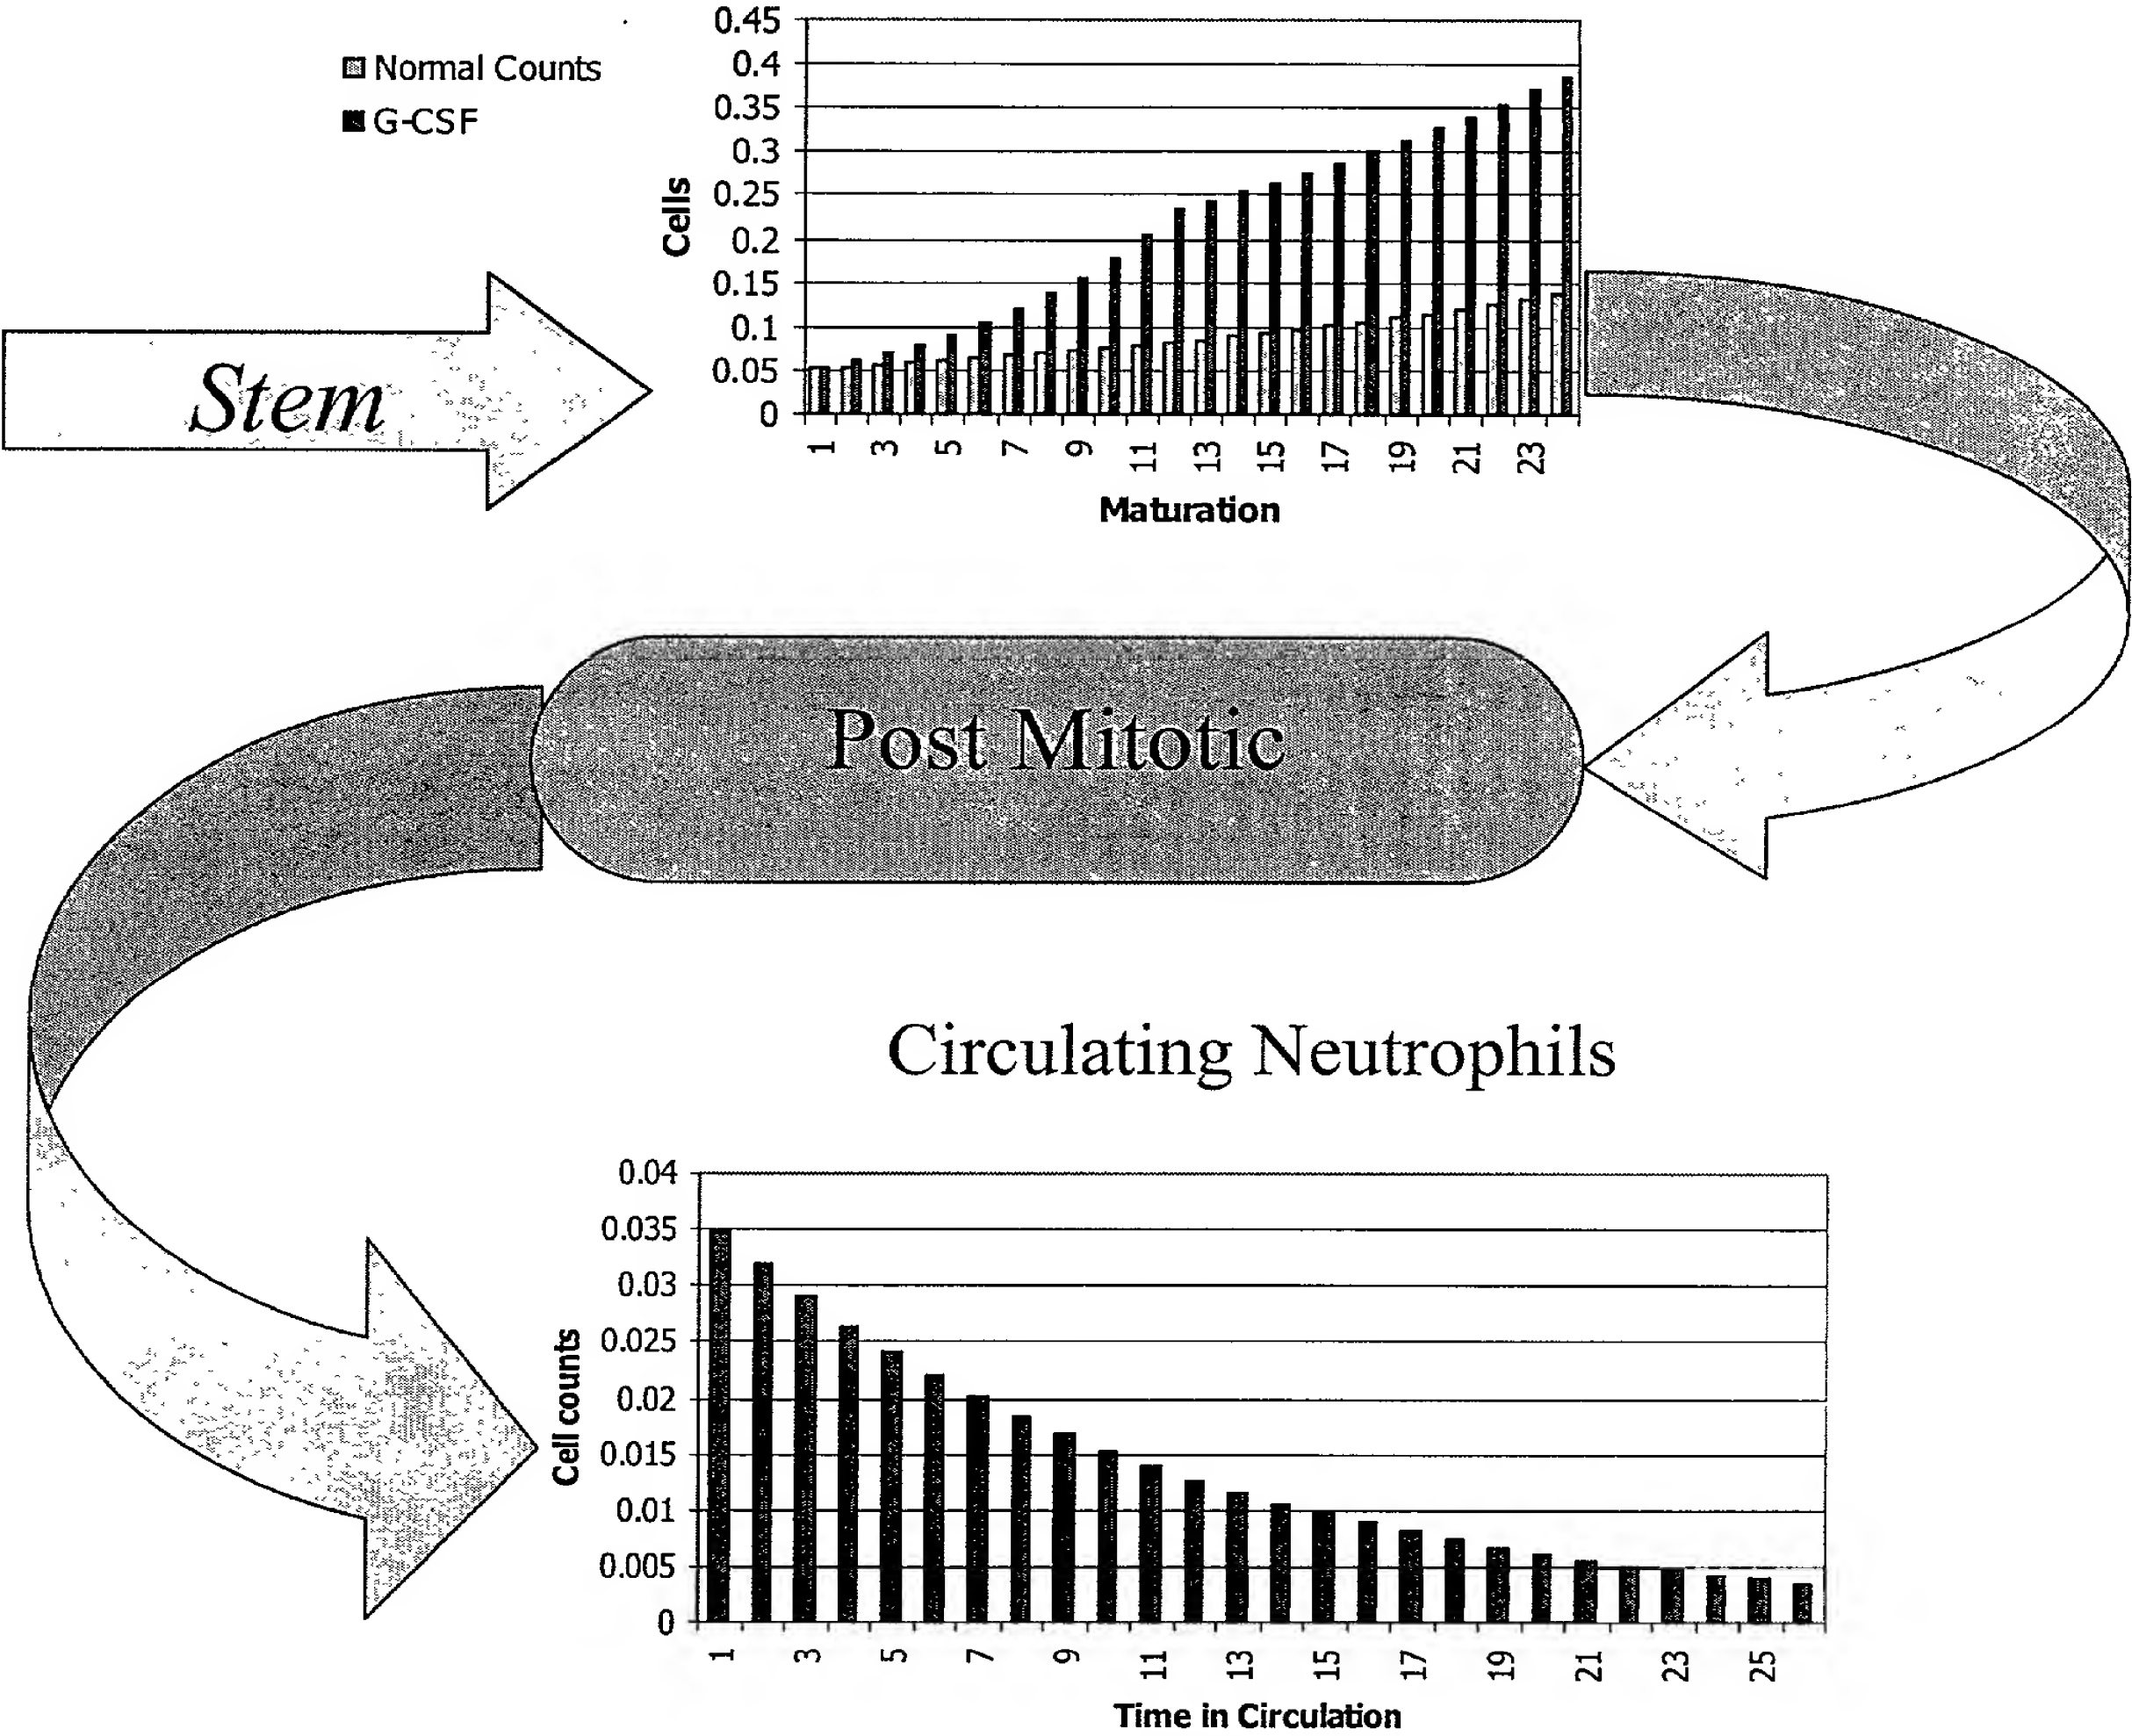 Normal Counts
G-CSF
0.45
0.4
0.35
0.3
0.25
0.2
0.15
0.1
0.05
0
Cells
1 3 5 7 9 11 13 15 17 19 21 23
Maturation
Stem
Post Mitotic
Circulating Neutrophils
0.04
0.035
0.03
0.025
0.02
0.015
0.01
0.005
0
Cell counts
1 3 5 7 9 11 13 15 17 19 21 23 25
Time in Circulation